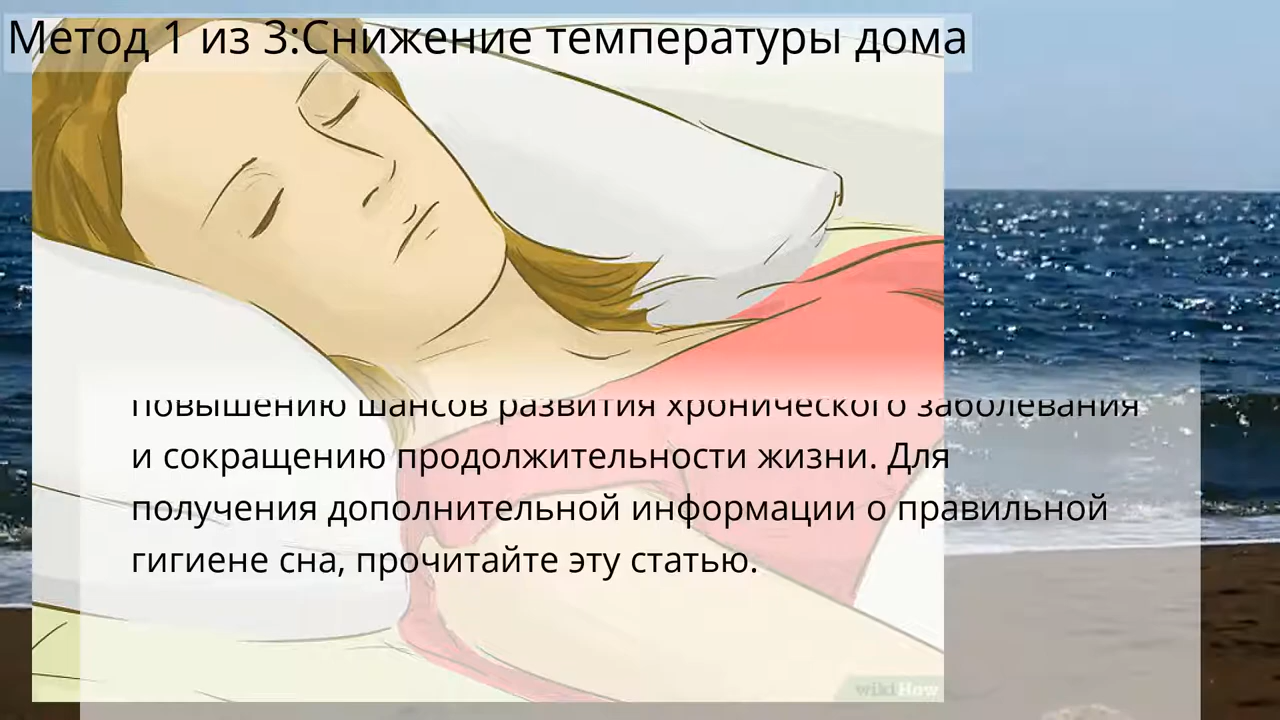 Метод 1 из 3:Снижение температуры дома
повышению шансов развития хронического заболевания
и сокращению продолжительности жизни. Для
получения дополнительной информации о правильной
гигиене сна, прочитайте эту статью.
wikiHow